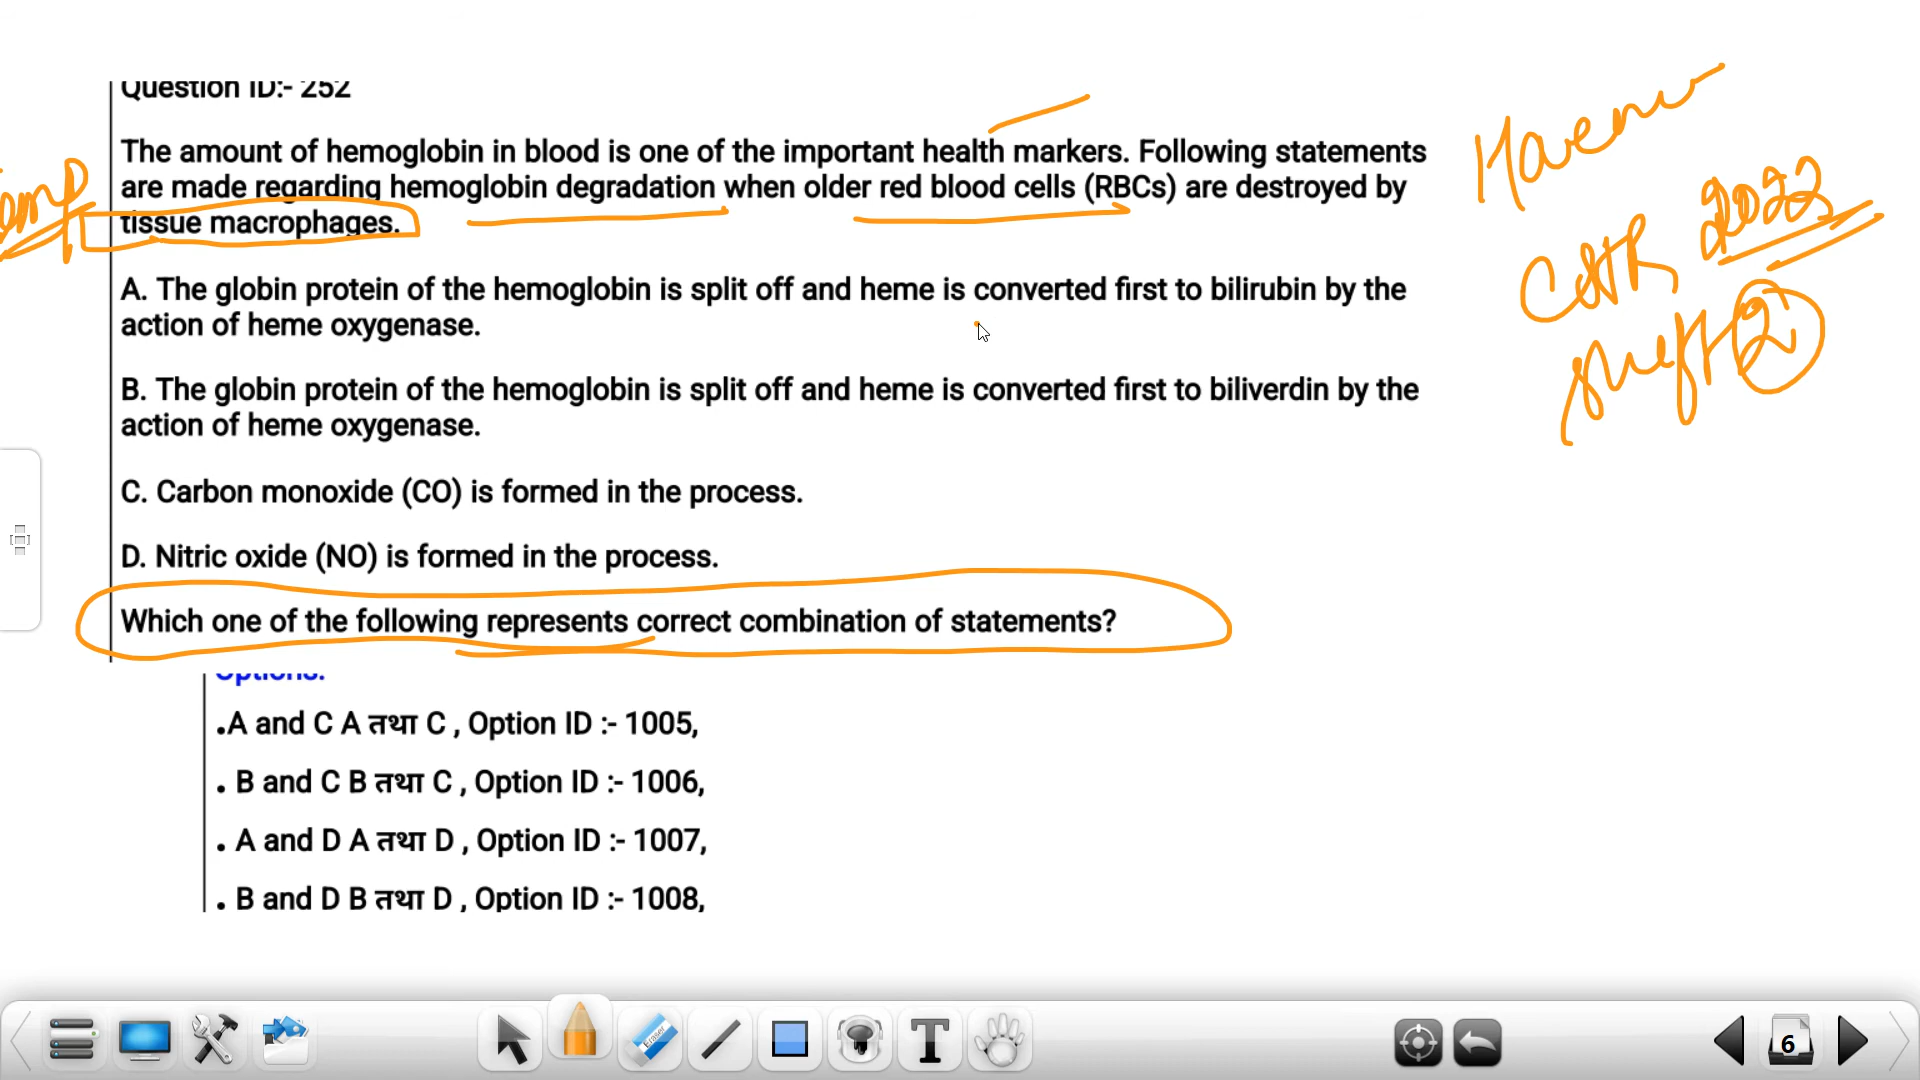 Question ID:- 252
The amount of hemoglobin in blood is one of the important health markers. Following statements
are made regarding hemoglobin degradation when older red blood cells (RBCs) are destroyed by
tissue macrophages.
A. The globin protein of the hemoglobin is split off and heme is converted first to bilirubin by the
action of heme oxygenase.
B. The globin protein of the hemoglobin is split off and heme is converted first to biliverdin by the
action of heme oxygenase.
C. Carbon monoxide (CO) is formed in the process.
D. Nitric oxide (NO) is formed in the process.
Which one of the following represents correct combination of statements?
Options:
.A and C A तथा C , Option ID :- 1005,
. B and C B तथा C , Option ID :- 1006,
. A and D A तथा D , Option ID :- 1007,
. B and D B तथा D , Option ID :- 1008,
2022
CSIR
2
Eraser
T
6